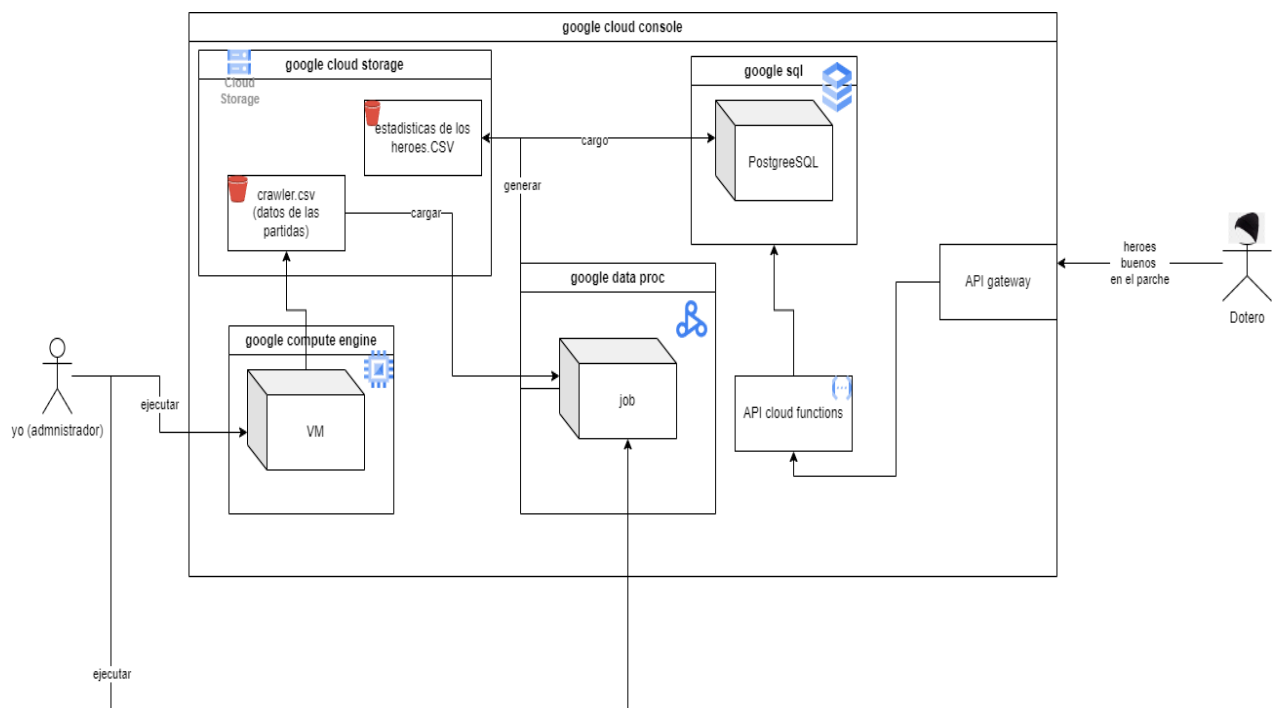 google cloud console
google cloud storage
Cloud
Storage
estadisticas de los
heroes.CSV
crawler.csv
(datos de las
partidas)
cargar
generar
cargo
google sql
PostgreeSQL
google data proc
job
google compute engine
VM
API cloud functions
API gateway
heroes
buenos
en el parche
Dotero
yo (admnistrador)
ejecutar
ejecutar